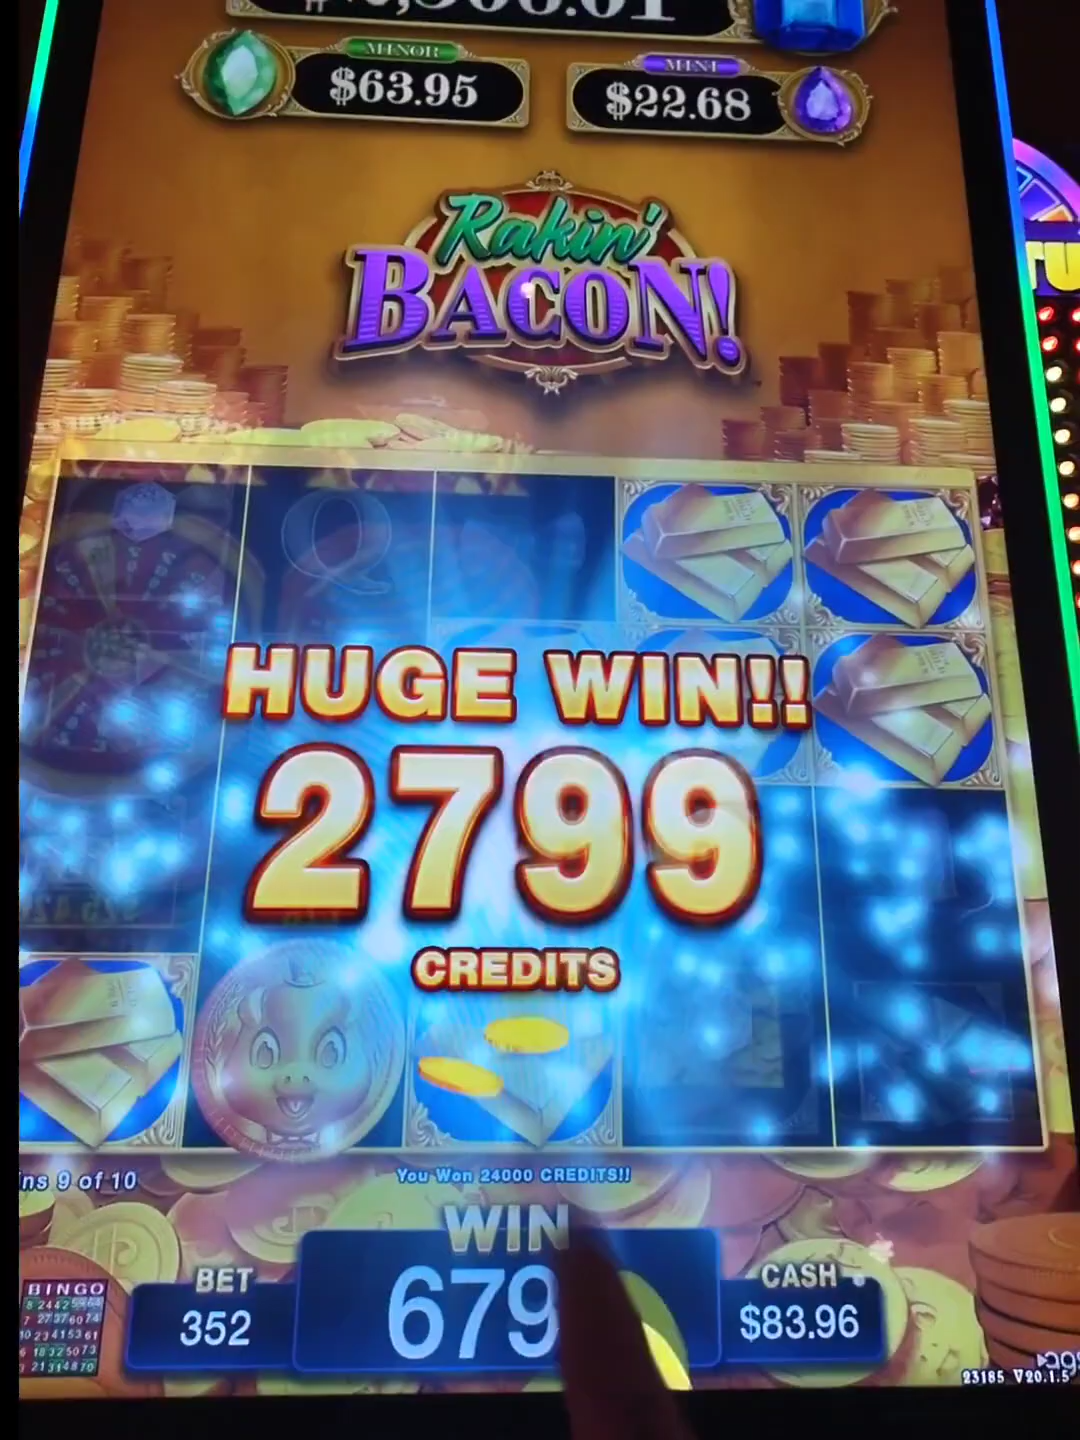 MINOR
$63.95
MINI
$22.68
Rakin'
BACON!
Q
HUGE WIN!!
2799
CREDITS
9 of 10
You Won 24000 CREDITS!!
WIN
679
BET
352
CASH
$83.96
BINGO
23185 V20.1.5